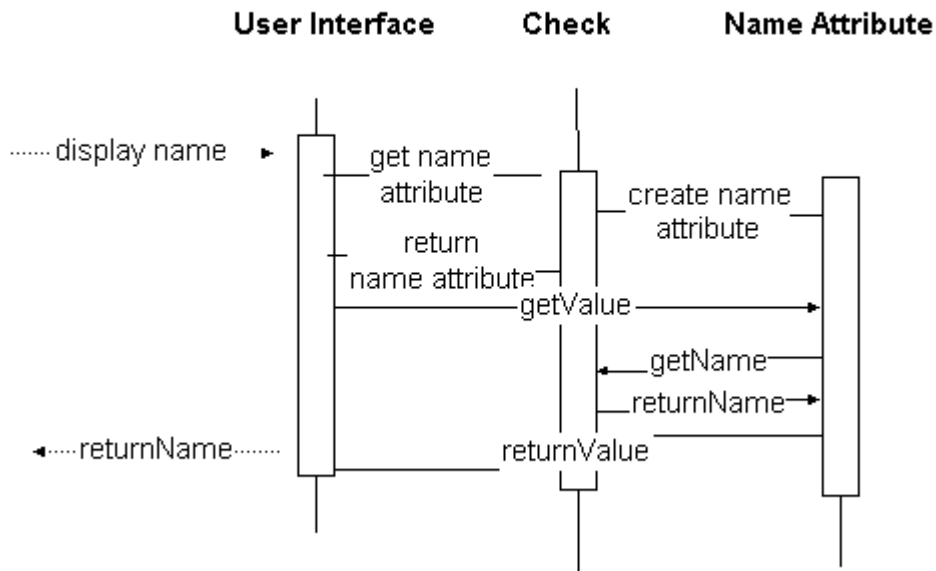 User Interface
Check
Name Attribute
display name
get name
attribute
create name
attribute
return
name attribute
getValue
getName
returnName
returnName
returnValue